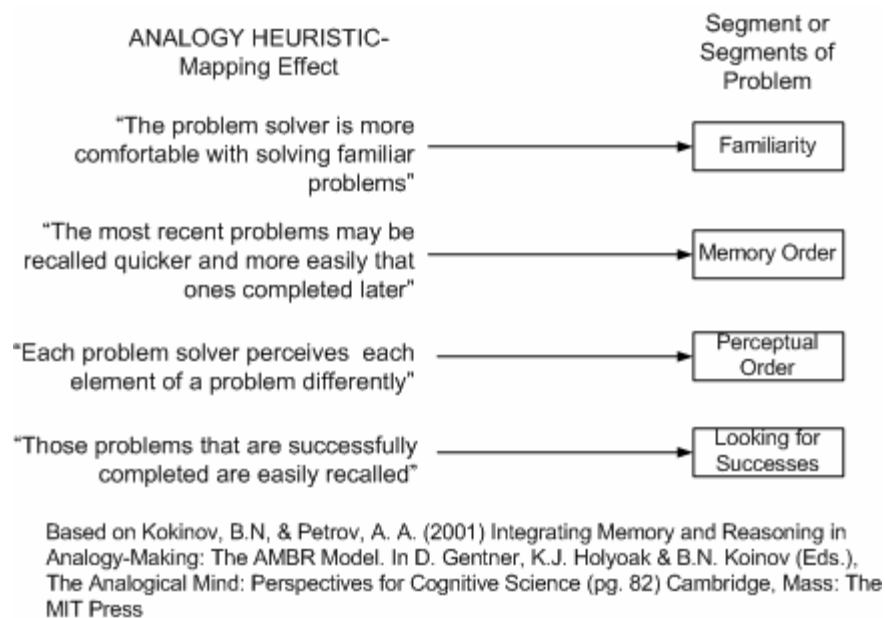 ANALOGY HEURISTIC-
Mapping Effect
Segment or
Segments of
Problem
“The problem solver is more
comfortable with solving familiar
problems”
Familiarity
“The most recent problems may be
recalled quicker and more easily that
ones completed later”
Memory Order
“Each problem solver perceives each
element of a problem differently”
Perceptual
Order
“Those problems that are successfully
completed are easily recalled”
Looking for
Successes
Based on Kokinov, B.N, & Petrov, A. A. (2001) Integrating Memory and Reasoning in
Analogy-Making: The AMBR Model. In D. Gentner, K.J. Holyoak & B.N. Koinov (Eds.),
The Analogical Mind: Perspectives for Cognitive Science (pg. 82) Cambridge, Mass: The
MIT Press